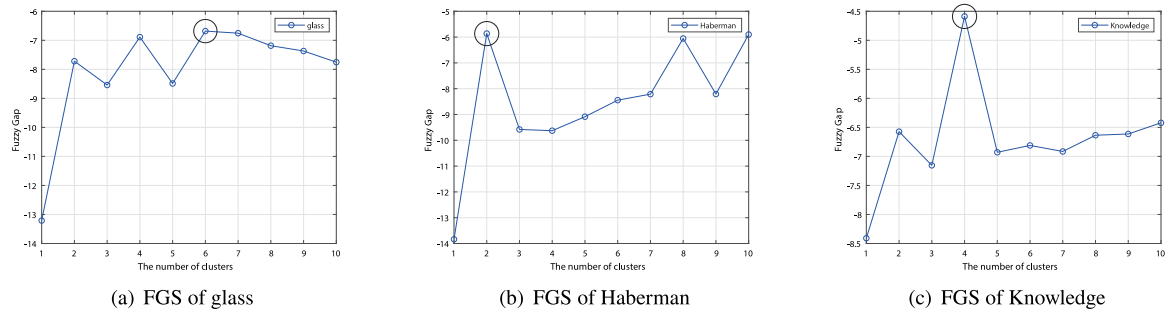 -6
-7
-8
-9
-10
-11
-12
-13
-14
Fuzzy Gap
glass
1 2 3 4 5 6 7 8 9 10
The number of clusters
(a) FGS of glass
-5
-6
-7
-8
-9
-10
-11
-12
-13
-14
Fuzzy Gap
Haberman
1 2 3 4 5 6 7 8 9 10
The number of clusters
(b) FGS of Haberman
-4.5
-5
-5.5
-6
-6.5
-7
-7.5
-8
-8.5
Fuzzy Gap
Knowledge
1 2 3 4 5 6 7 8 9 10
The number of clusters
(c) FGS of Knowledge